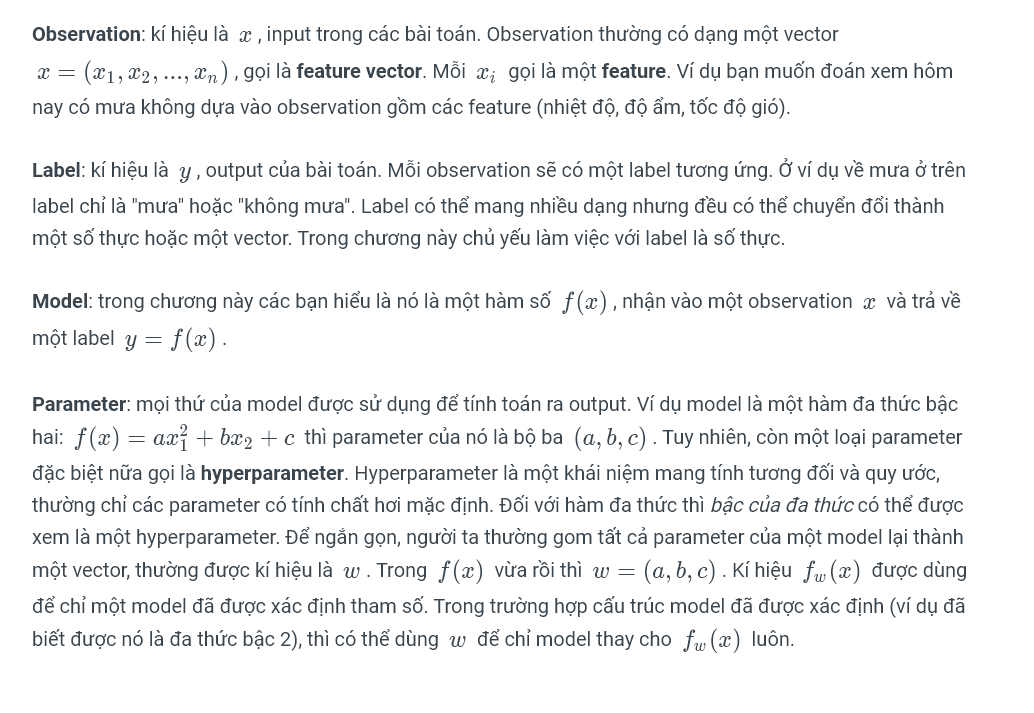 Observation: kí hiệu là x , input trong các bài toán. Observation thường có dạng một vector
x = (x₁, x₂, ..., xₙ) , gọi là feature vector. Mỗi xᵢ gọi là một feature. Ví dụ bạn muốn đoán xem hôm
nay có mưa không dựa vào observation gồm các feature (nhiệt độ, độ ẩm, tốc độ gió).
Label: kí hiệu là y , output của bài toán. Mỗi observation sẽ có một label tương ứng. Ở ví dụ về mưa ở trên
label chỉ là "mưa" hoặc "không mưa". Label có thể mang nhiều dạng nhưng đều có thể chuyển đổi thành
một số thực hoặc một vector. Trong chương này chủ yếu làm việc với label là số thực.
Model: trong chương này các bạn hiểu là nó là một hàm số f(x) , nhận vào một observation x và trả về
một label y = f(x) .
Parameter: mọi thứ của model được sử dụng để tính toán ra output. Ví dụ model là một hàm đa thức bậc
hai: f(x) = ax₁² + bx₂ + c thì parameter của nó là bộ ba (a, b, c) . Tuy nhiên, còn một loại parameter
đặc biệt nữa gọi là hyperparameter. Hyperparameter là một khái niệm mang tính tương đối và quy ước,
thường chỉ các parameter có tính chất hơi mặc định. Đối với hàm đa thức thì bậc của đa thức có thể được
xem là một hyperparameter. Để ngắn gọn, người ta thường gom tất cả parameter của một model lại thành
một vector, thường được kí hiệu là w . Trong f(x) vừa rồi thì w = (a, b, c) . Kí hiệu f_w(x) được dùng
để chỉ một model đã được xác định tham số. Trong trường hợp cấu trúc model đã được xác định (ví dụ đã
biết được nó là đa thức bậc 2), thì có thể dùng w để chỉ model thay cho f_w(x) luôn.